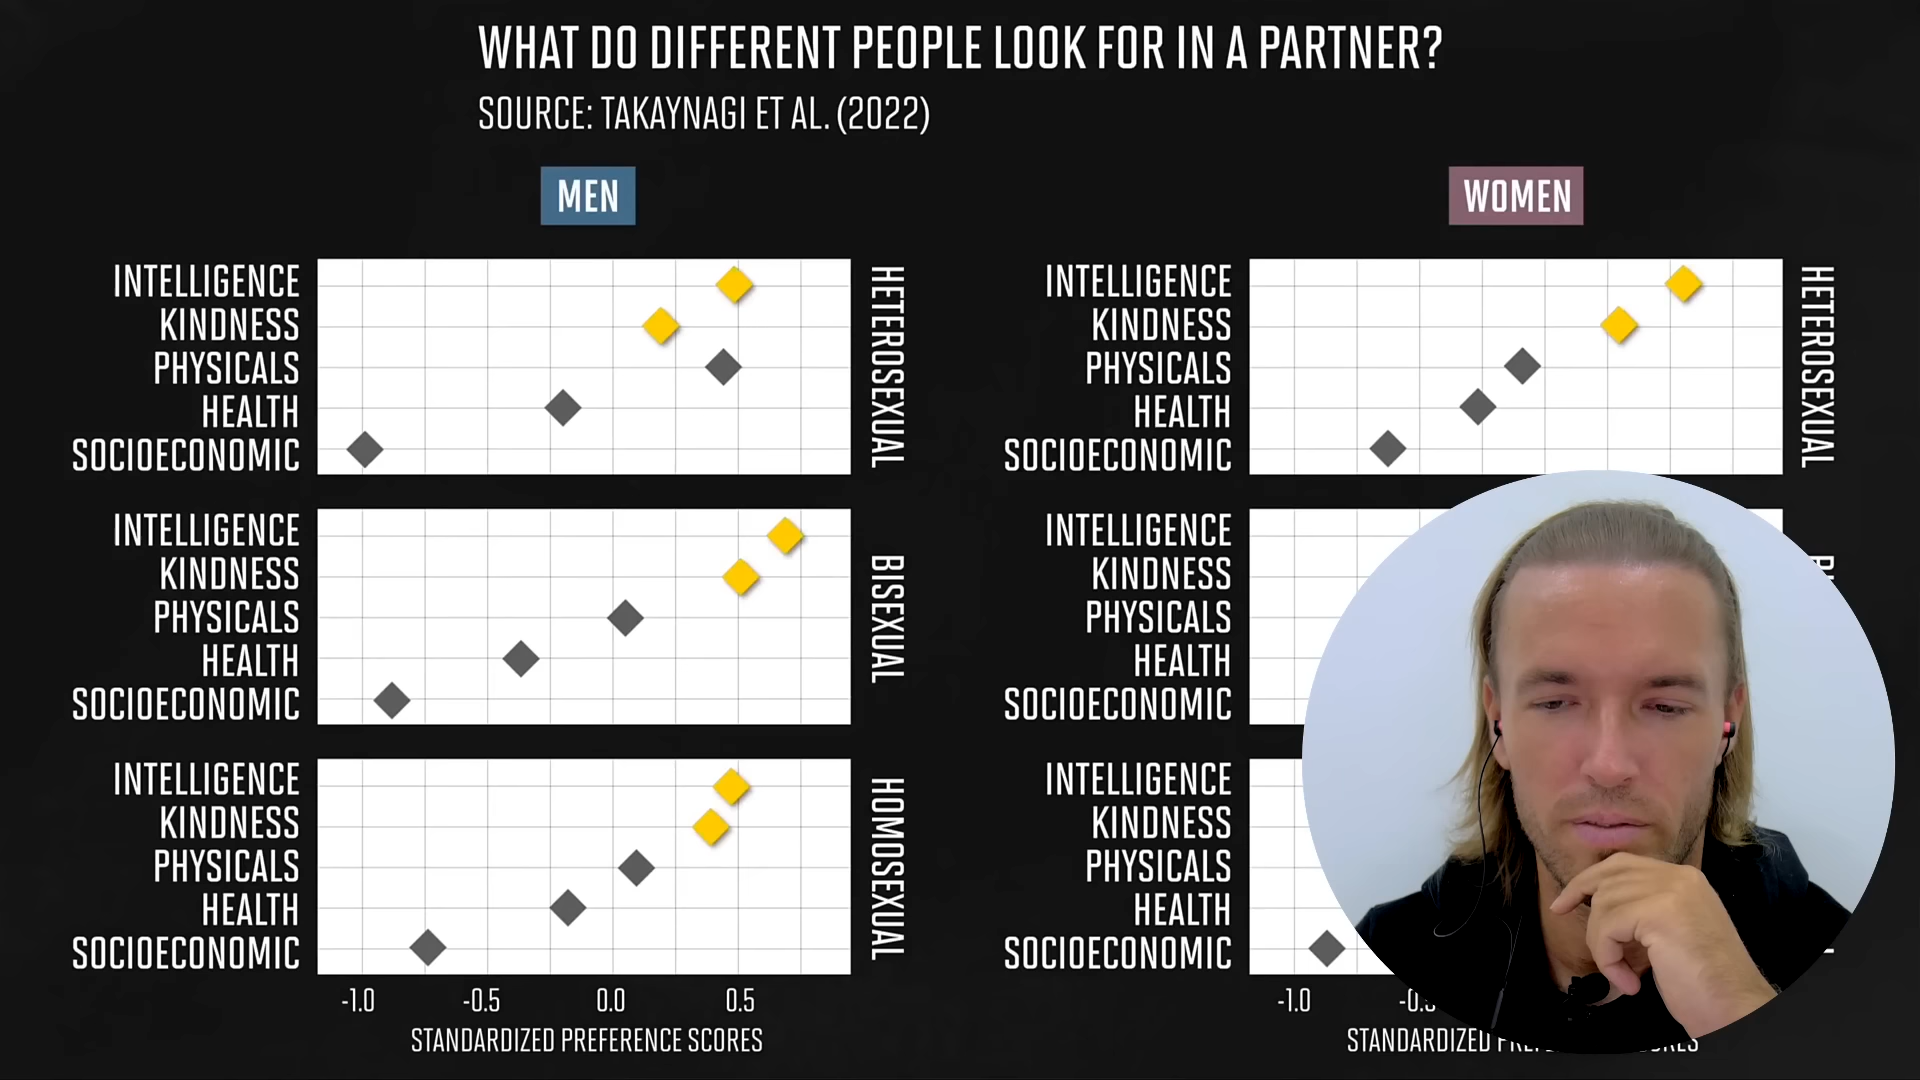 WHAT DO DIFFERENT PEOPLE LOOK FOR IN A PARTNER?
SOURCE: TAKAYNAGI ET AL. (2022)
MEN
INTELLIGENCE
KINDNESS
PHYSICALS
HEALTH
SOCIOECONOMIC
HETEROSEXUAL
INTELLIGENCE
KINDNESS
PHYSICALS
HEALTH
SOCIOECONOMIC
BISEXUAL
INTELLIGENCE
KINDNESS
PHYSICALS
HEALTH
SOCIOECONOMIC
HOMOSEXUAL
-1.0 -0.5 0.0 0.5
STANDARDIZED PREFERENCE SCORES
WOMEN
INTELLIGENCE
KINDNESS
PHYSICALS
HEALTH
SOCIOECONOMIC
HETEROSEXUAL
INTELLIGENCE
KINDNESS
PHYSICALS
HEALTH
SOCIOECONOMIC
INTELLIGENCE
KINDNESS
PHYSICALS
HEALTH
SOCIOECONOMIC
-1.0
STANDARDIZED